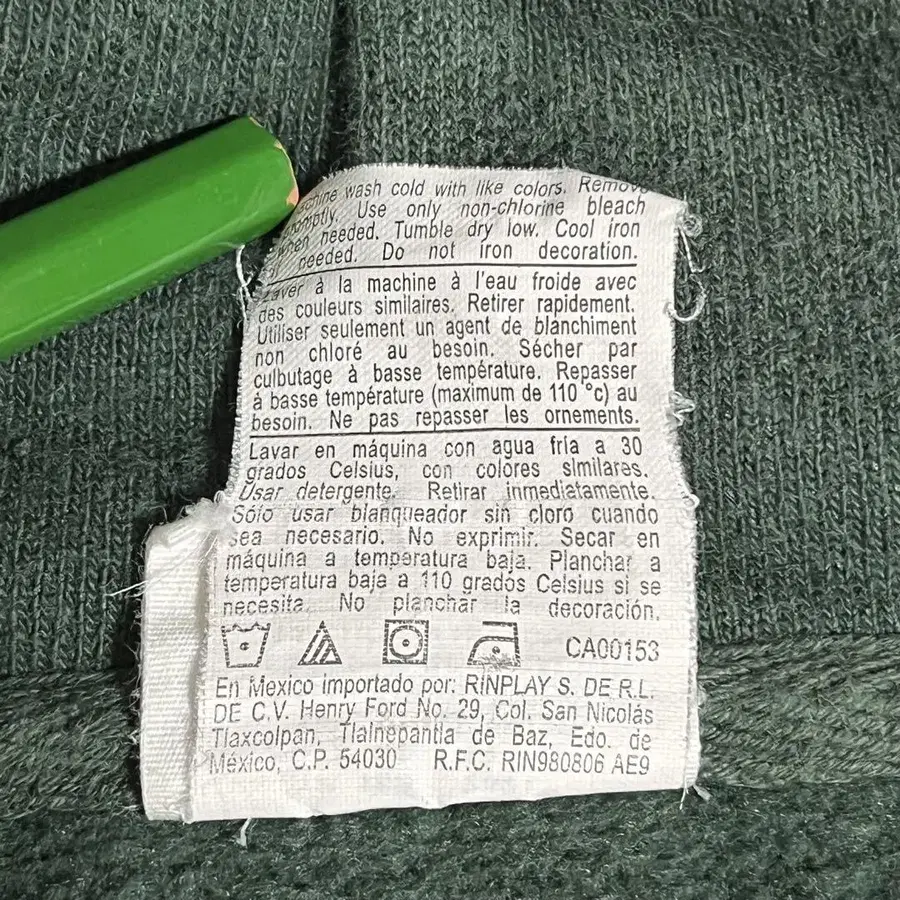 wash cold with like colors. Remove
Use only non-chlorine bleach
when needed. Tumble dry low. Cool iron
needed. Do not iron decoration.
Laver à la machine à l'eau froide avec
des couleurs similaires. Retirer rapidement.
Utiliser seulement un agent de blanchiment
non chloré au besoin. Sécher par
culbutage à basse température. Repasser
à basse température (maximum de 110 °c) au
besoin. Ne pas repasser les ornements.
Lavar en máquina con agua fria a 30
grados Celsius, con colores similares.
Usar detergente. Retirar inmediatamente.
Sólo usar blanqueador sin cloro cuando
sea necesario. No exprimir. Secar en
máquina a temperatura baja. Planchar a
temperatura baja a 110 grados Celsius si se
necesita. No planchar la decoración.
CA00153
En Mexico importado por: RINPLAY S. DE R.L.
DE C.V. Henry Ford No. 29, Col. San Nicolás
Tlaxcolpan, Tlalnepantla de Baz, Edo. de
México, C.P. 54030 R.F.C. RIN980806 AE9